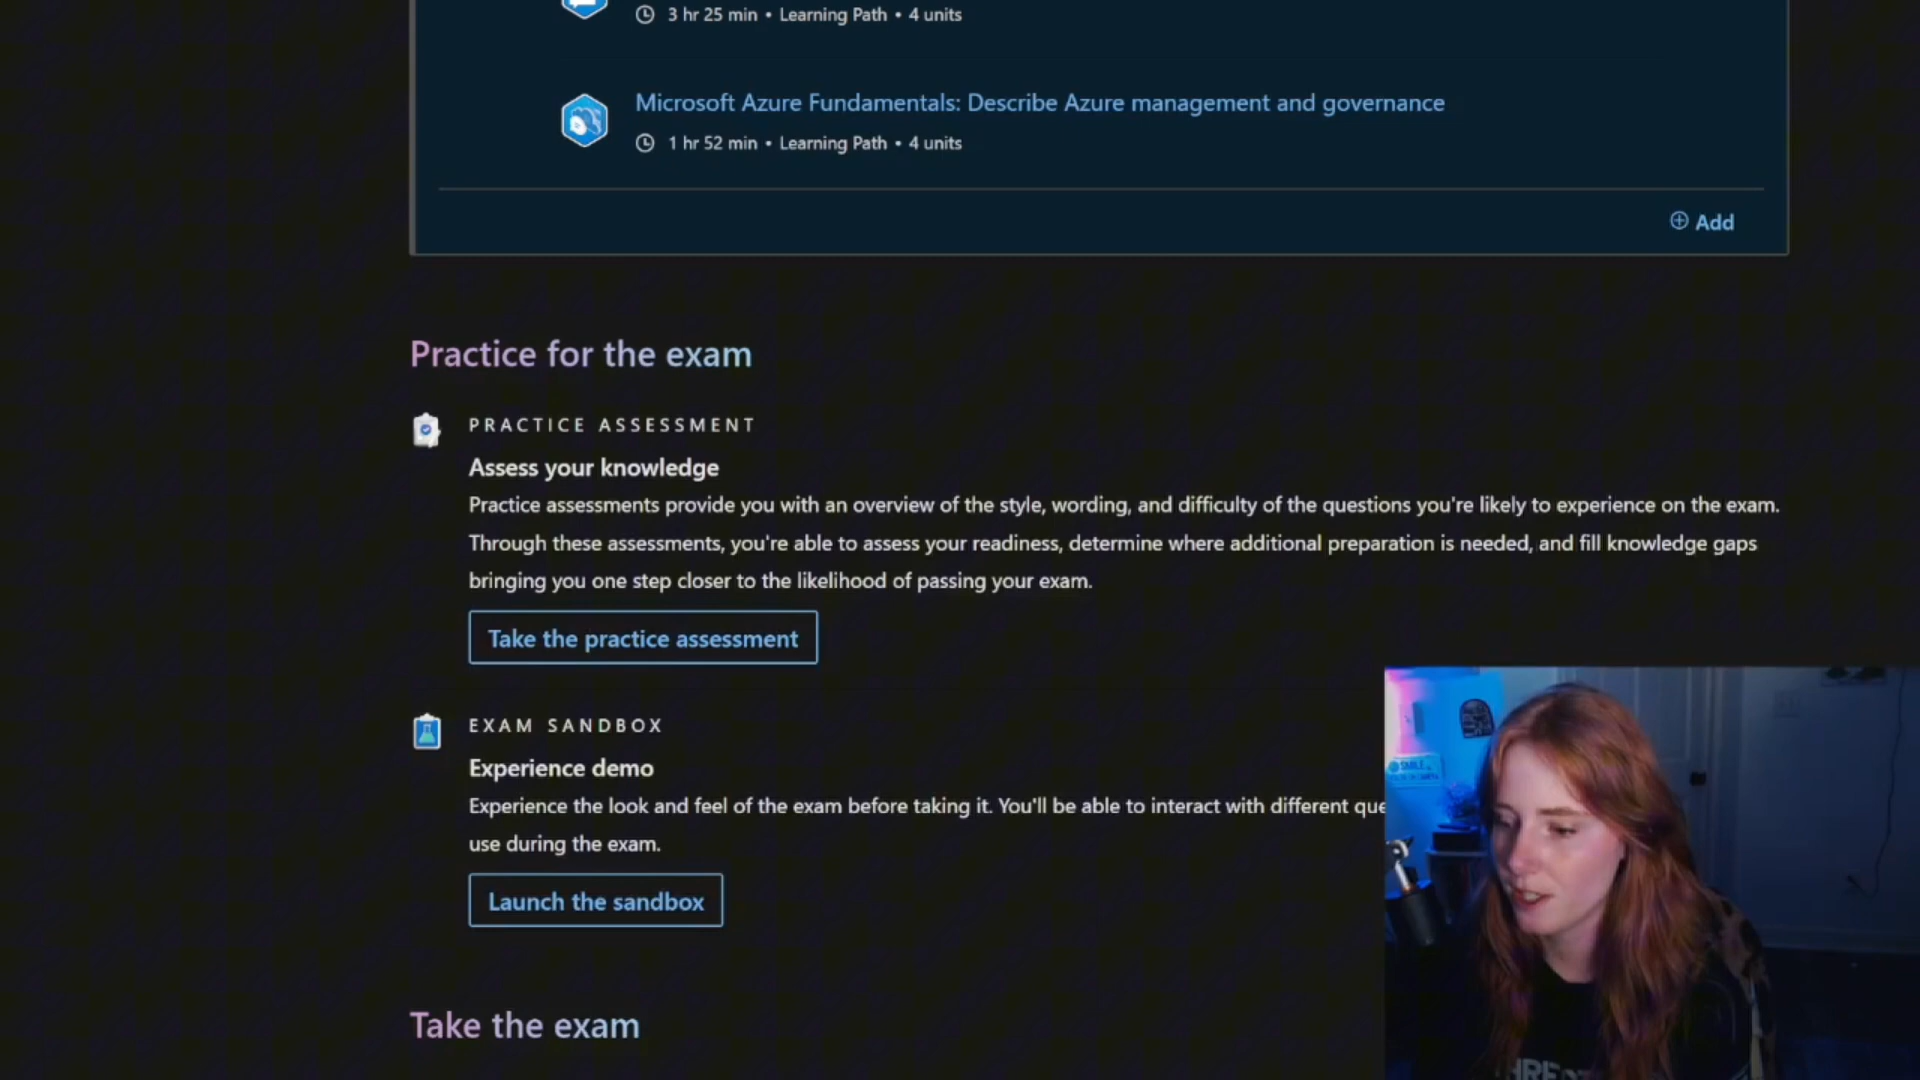 3 hr 25 min • Learning Path • 4 units
Microsoft Azure Fundamentals: Describe Azure management and governance
1 hr 52 min • Learning Path • 4 units
Add
Practice for the exam
PRACTICE ASSESSMENT
Assess your knowledge
Practice assessments provide you with an overview of the style, wording, and difficulty of the questions you're likely to experience on the exam.
Through these assessments, you're able to assess your readiness, determine where additional preparation is needed, and fill knowledge gaps
bringing you one step closer to the likelihood of passing your exam.
Take the practice assessment
EXAM SANDBOX
Experience demo
Experience the look and feel of the exam before taking it. You'll be able to interact with different que
use during the exam.
Launch the sandbox
Take the exam
SMILE